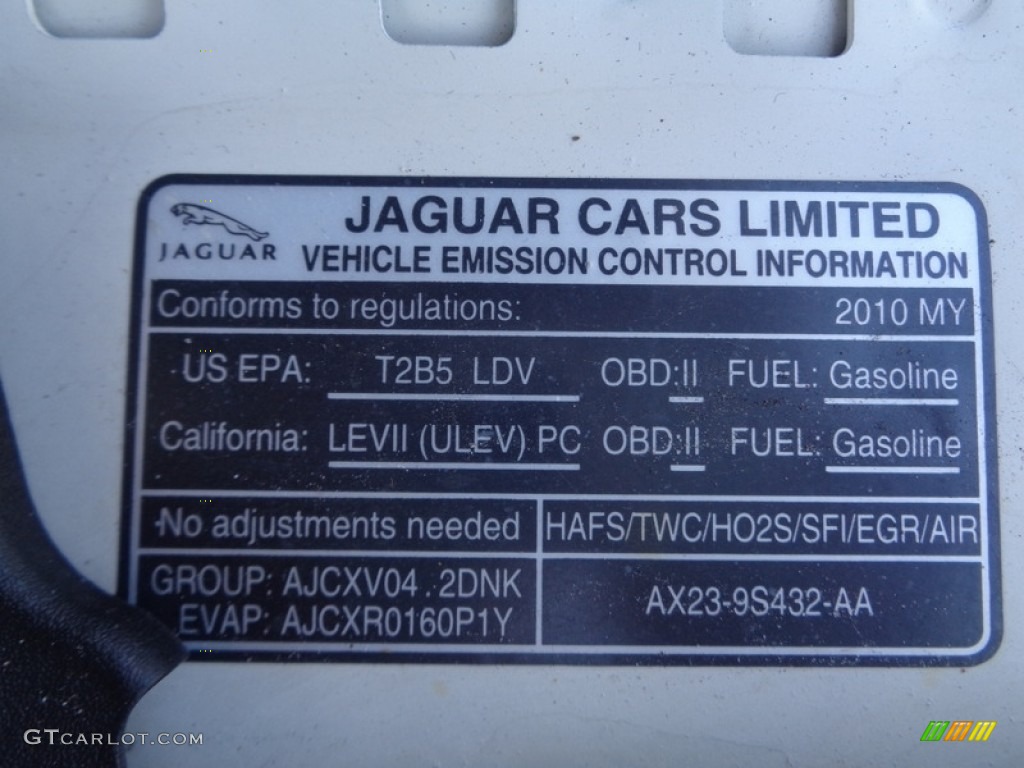 JAGUAR CARS LIMITED
JAGUAR VEHICLE EMISSION CONTROL INFORMATION
Conforms to regulations: 2010 MY
US EPA: T2B5 LDV OBD:II FUEL: Gasoline
California: LEVII (ULEV) PC OBD:II FUEL: Gasoline
No adjustments needed HAFS/TWC/HO2S/SFI/EGR/AIR
GROUP: AJCXV04.2DNK
EVAP: AJCXR0160P1Y
AX23-9S432-AA
GTCARLOT.COM